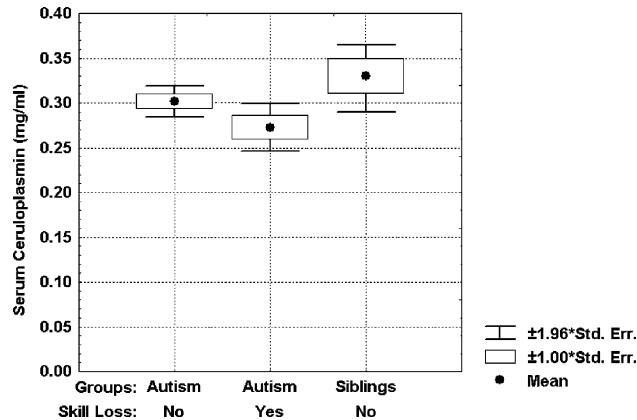 0.40
0.35
0.30
0.25
0.20
0.15
0.10
0.05
0.00
Serum Ceruloplasmin (mg/ml)
Groups: Autism Autism Siblings
Skill Loss: No Yes No
±1.96*Std. Err.
±1.00*Std. Err.
Mean